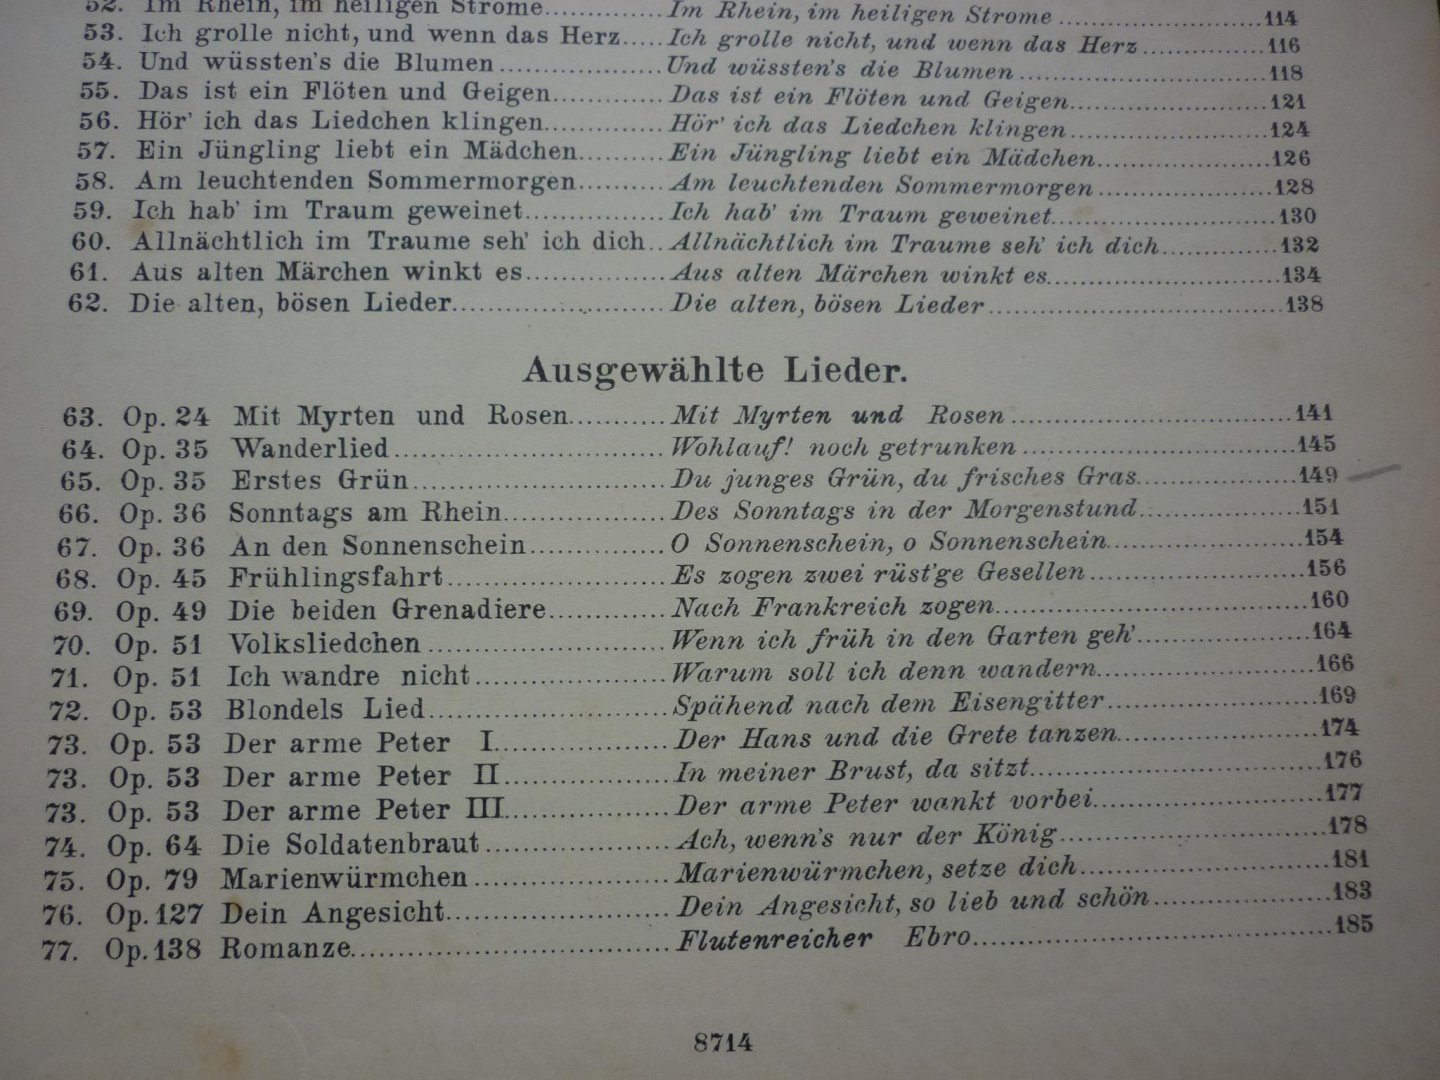 52. Im Rhein, im heiligen Strome............Im Rhein, im heiligen Strome....................114
53. Ich grolle nicht, und wenn das Herz.....Ich grolle nicht, und wenn das Herz............116
54. Und wüssten's die Blumen................Und wüssten's die Blumen.........................118
55. Das ist ein Flöten und Geigen............Das ist ein Flöten und Geigen....................121
56. Hör' ich das Liedchen klingen............Hör' ich das Liedchen klingen....................124
57. Ein Jüngling liebt ein Mädchen..........Ein Jüngling liebt ein Mädchen..................126
58. Am leuchtenden Sommermorgen..........Am leuchtenden Sommermorgen..................128
59. Ich hab' im Traum geweinet...............Ich hab' im Traum geweinet.......................130
60. Allnächtlich im Traume seh' ich dich..Allnächtlich im Traume seh' ich dich............132
61. Aus alten Märchen winkt es...............Aus alten Märchen winkt es........................134
62. Die alten, bösen Lieder.......................Die alten, bösen Lieder..............................138
Ausgewählte Lieder.
63. Op. 24 Mit Myrten und Rosen..........Mit Myrten und Rosen.............................141
64. Op. 35 Wanderlied..........................Wohlauf! noch getrunken...........................145
65. Op. 35 Erstes Grün.........................Du junges Grün, du frisches Gras................149
66. Op. 36 Sonntags am Rhein................Des Sonntags in der Morgenstund................151
67. Op. 36 An den Sonnenschein..............O Sonnenschein, o Sonnenschein....................154
68. Op. 45 Frühlingsfahrt......................Es zogen zwei rüst'ge Gesellen......................156
69. Op. 49 Die beiden Grenadiere............Nach Frankreich zogen...............................160
70. Op. 51 Volksliedchen........................Wenn ich früh in den Garten geh'..................164
71. Op. 51 Ich wandre nicht....................Warum soll ich denn wandern......................166
72. Op. 53 Blondels Lied........................Spähend nach dem Eisengitter.....................169
73. Op. 53 Der arme Peter I..................Der Hans und die Grete tanzen....................174
73. Op. 53 Der arme Peter II.................In meiner Brust, da sitzt.............................176
73. Op. 53 Der arme Peter III................Der arme Peter wankt vorbei.......................177
74. Op. 64 Die Soldatenbraut..................Ach, wenn's nur der König..........................178
75. Op. 79 Marienwürmchen...................Marienwürmchen, setze dich.........................181
76. Op. 127 Dein Angesicht.....................Dein Angesicht, so lieb und schön..................183
77. Op. 138 Romanze..............................Flutenreicher Ebro....................................185
8714